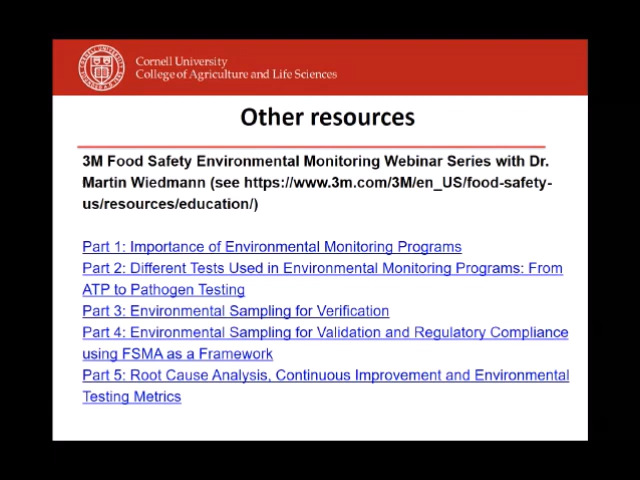 Cornell University
College of Agriculture and Life Sciences
Other resources
3M Food Safety Environmental Monitoring Webinar Series with Dr.
Martin Wiedmann (see https://www.3m.com/3M/en_US/food-safety-
us/resources/education/)
Part 1: Importance of Environmental Monitoring Programs
Part 2: Different Tests Used in Environmental Monitoring Programs: From
ATP to Pathogen Testing
Part 3: Environmental Sampling for Verification
Part 4: Environmental Sampling for Validation and Regulatory Compliance
using FSMA as a Framework
Part 5: Root Cause Analysis, Continuous Improvement and Environmental
Testing Metrics